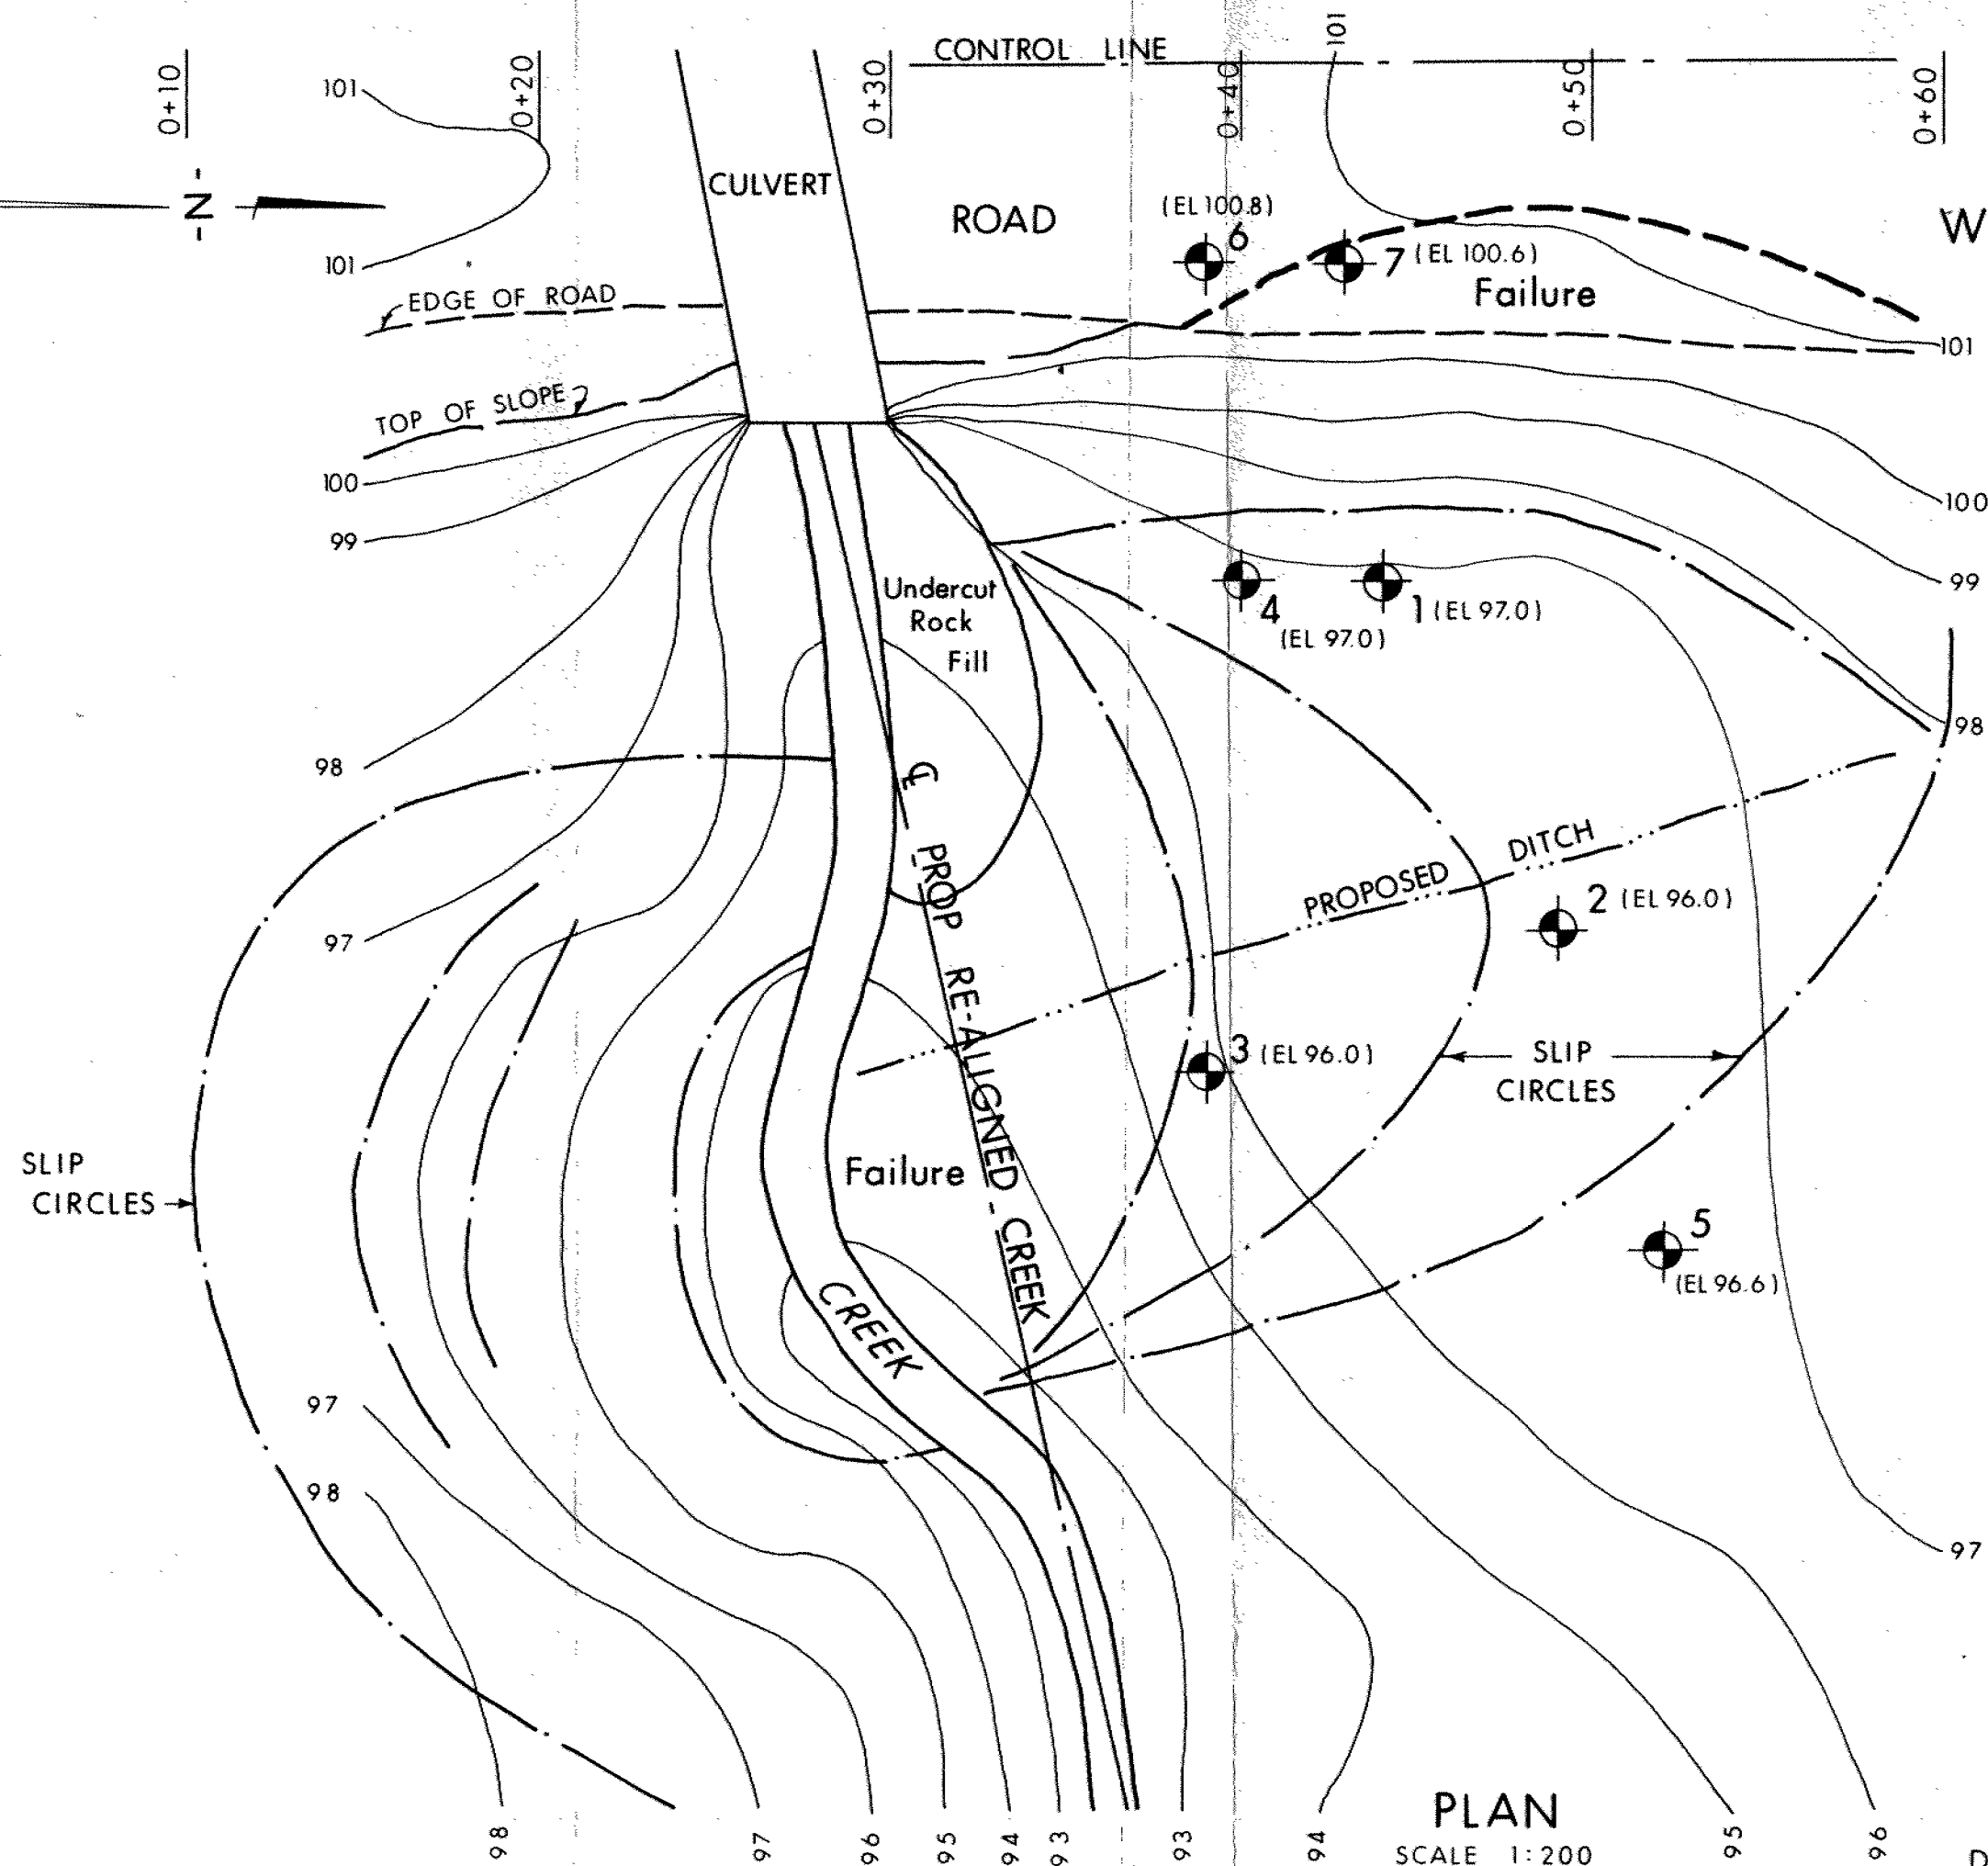 CONTROL LINE
101
0+10
0+20
0+30
0+40
0+50
0+60
101
CULVERT
N
ROAD
(EL 100.8)
6
7 (EL 100.6)
Failure
W
101
EDGE OF ROAD
101
TOP OF SLOPE
100
100
99
99
Undercut
Rock
Fill
4
(EL 97.0)
1 (EL 97.0)
98
98
℄ PROP RE-ALIGNED CREEK
PROPOSED DITCH
2 (EL 96.0)
97
3 (EL 96.0)
SLIP
CIRCLES
SLIP
CIRCLES
Failure
5
(EL 96.6)
CREEK
97
98
97
PLAN
SCALE 1:200
98
97
96
95
94
93
93
94
95
96